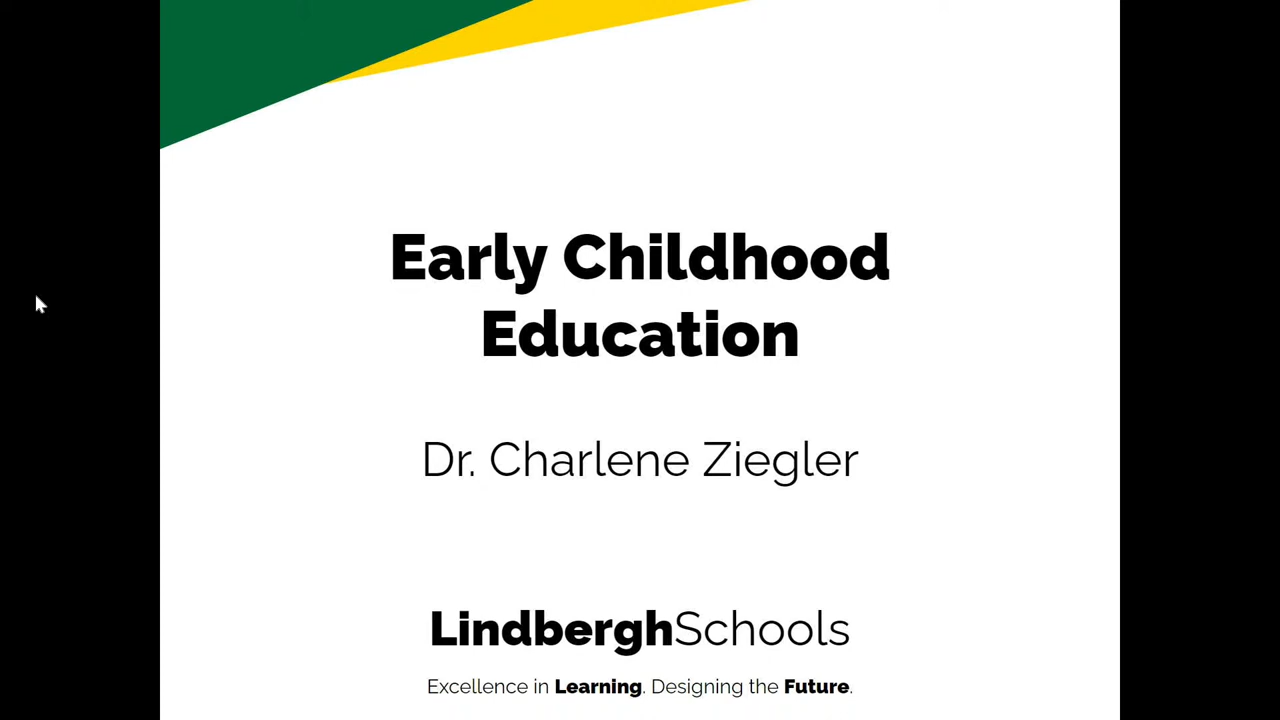 Early Childhood
Education
Dr. Charlene Ziegler
LindberghSchools
Excellence in Learning. Designing the Future.